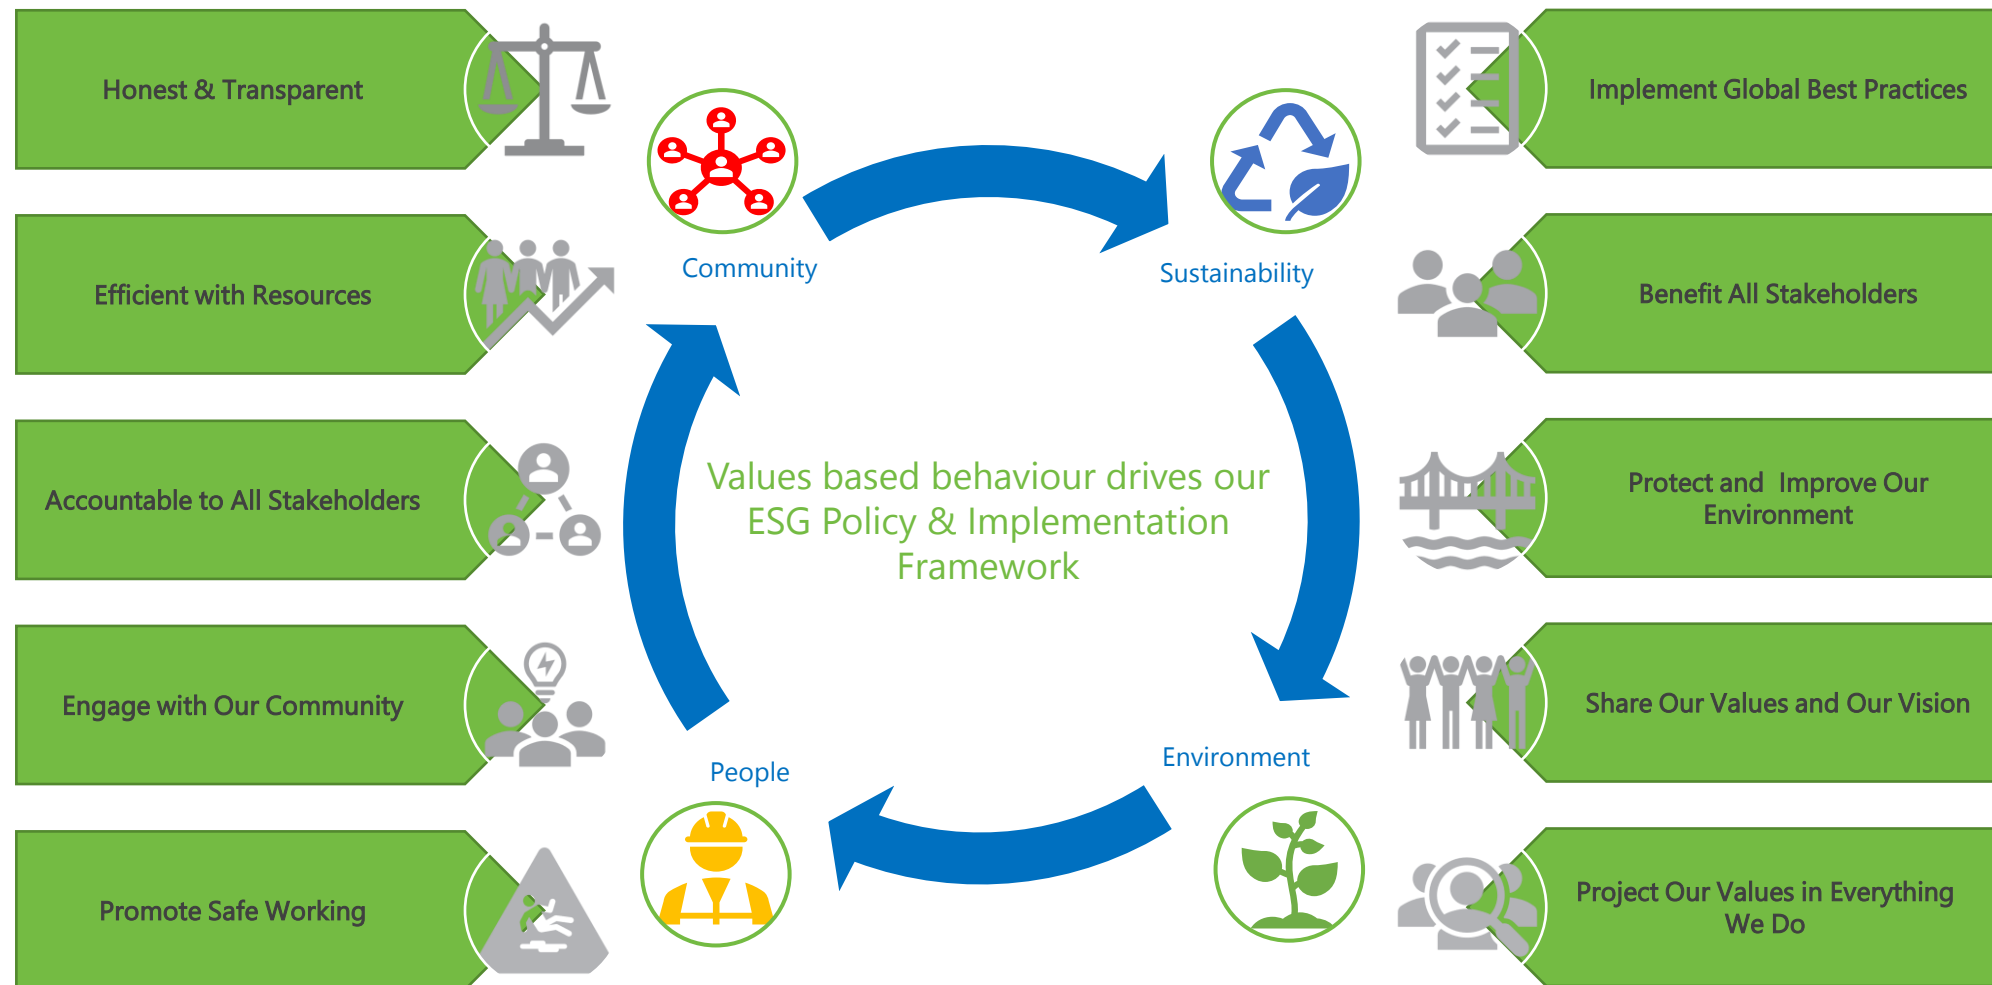 Honest & Transparent
Efficient with Resources
Accountable to All Stakeholders
Engage with Our Community
Promote Safe Working
Community
Sustainability
Values based behaviour drives our
ESG Policy & Implementation
Framework
People
Environment
Implement Global Best Practices
Benefit All Stakeholders
Protect and  Improve Our
Environment
Share Our Values and Our Vision
Project Our Values in Everything
We Do